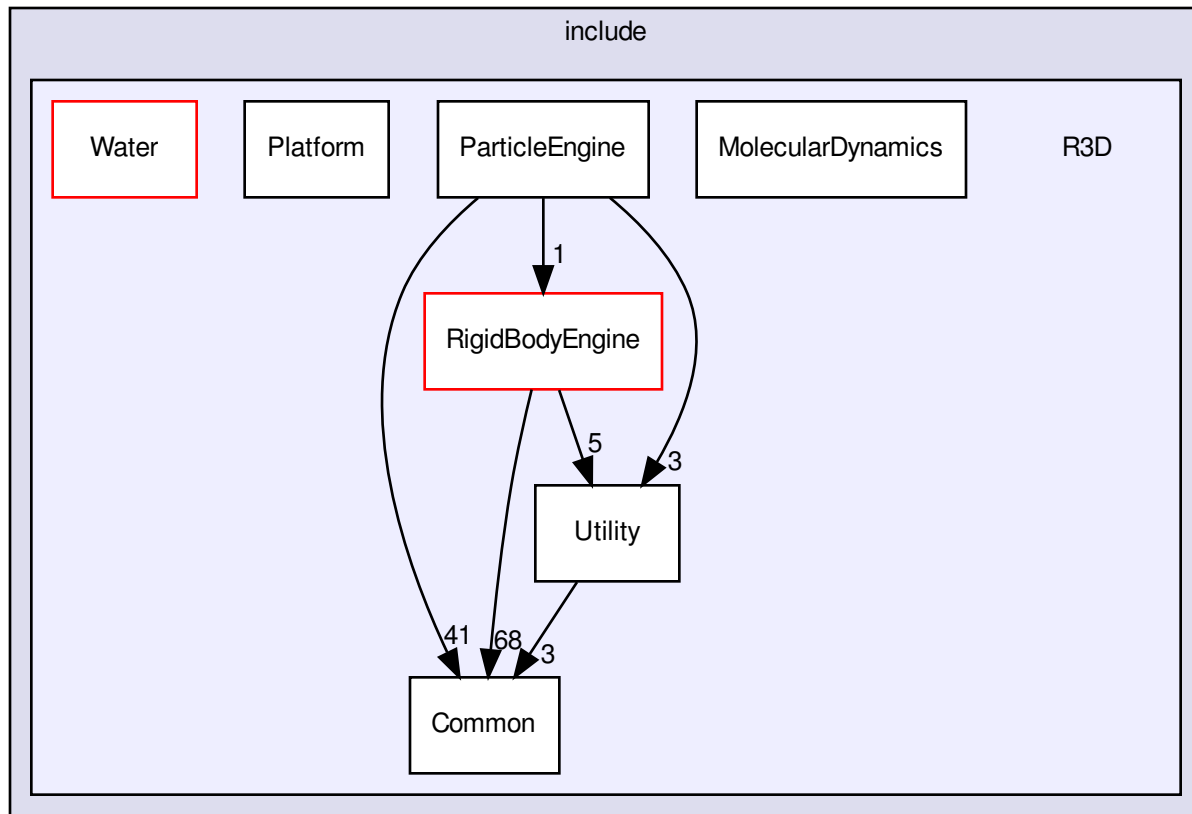 include
Water
Platform
ParticleEngine
MolecularDynamics
R3D
1
RigidBodyEngine
5
3
Utility
41
68
3
Common